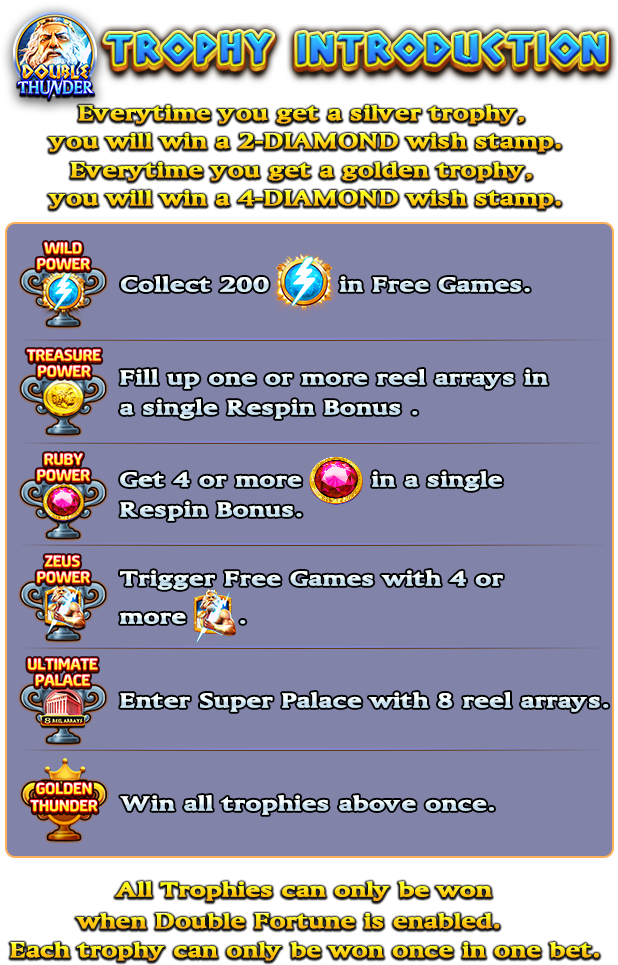 DOUBLE
THUNDER
TROPHY INTRODUCTION
Everytime you get a silver trophy,
you will win a 2-DIAMOND wish stamp.
Everytime you get a golden trophy,
you will win a 4-DIAMOND wish stamp.
WILD
POWER
Collect 200 in Free Games.
TREASURE
POWER
Fill up one or more reel arrays in
a single Respin Bonus .
RUBY
POWER
Get 4 or more in a single
Respin Bonus.
ZEUS
POWER
Trigger Free Games with 4 or
more .
ULTIMATE
PALACE
8 REEL ARRAYS
Enter Super Palace with 8 reel arrays.
GOLDEN
THUNDER
Win all trophies above once.
All Trophies can only be won
when Double Fortune is enabled.
Each trophy can only be won once in one bet.